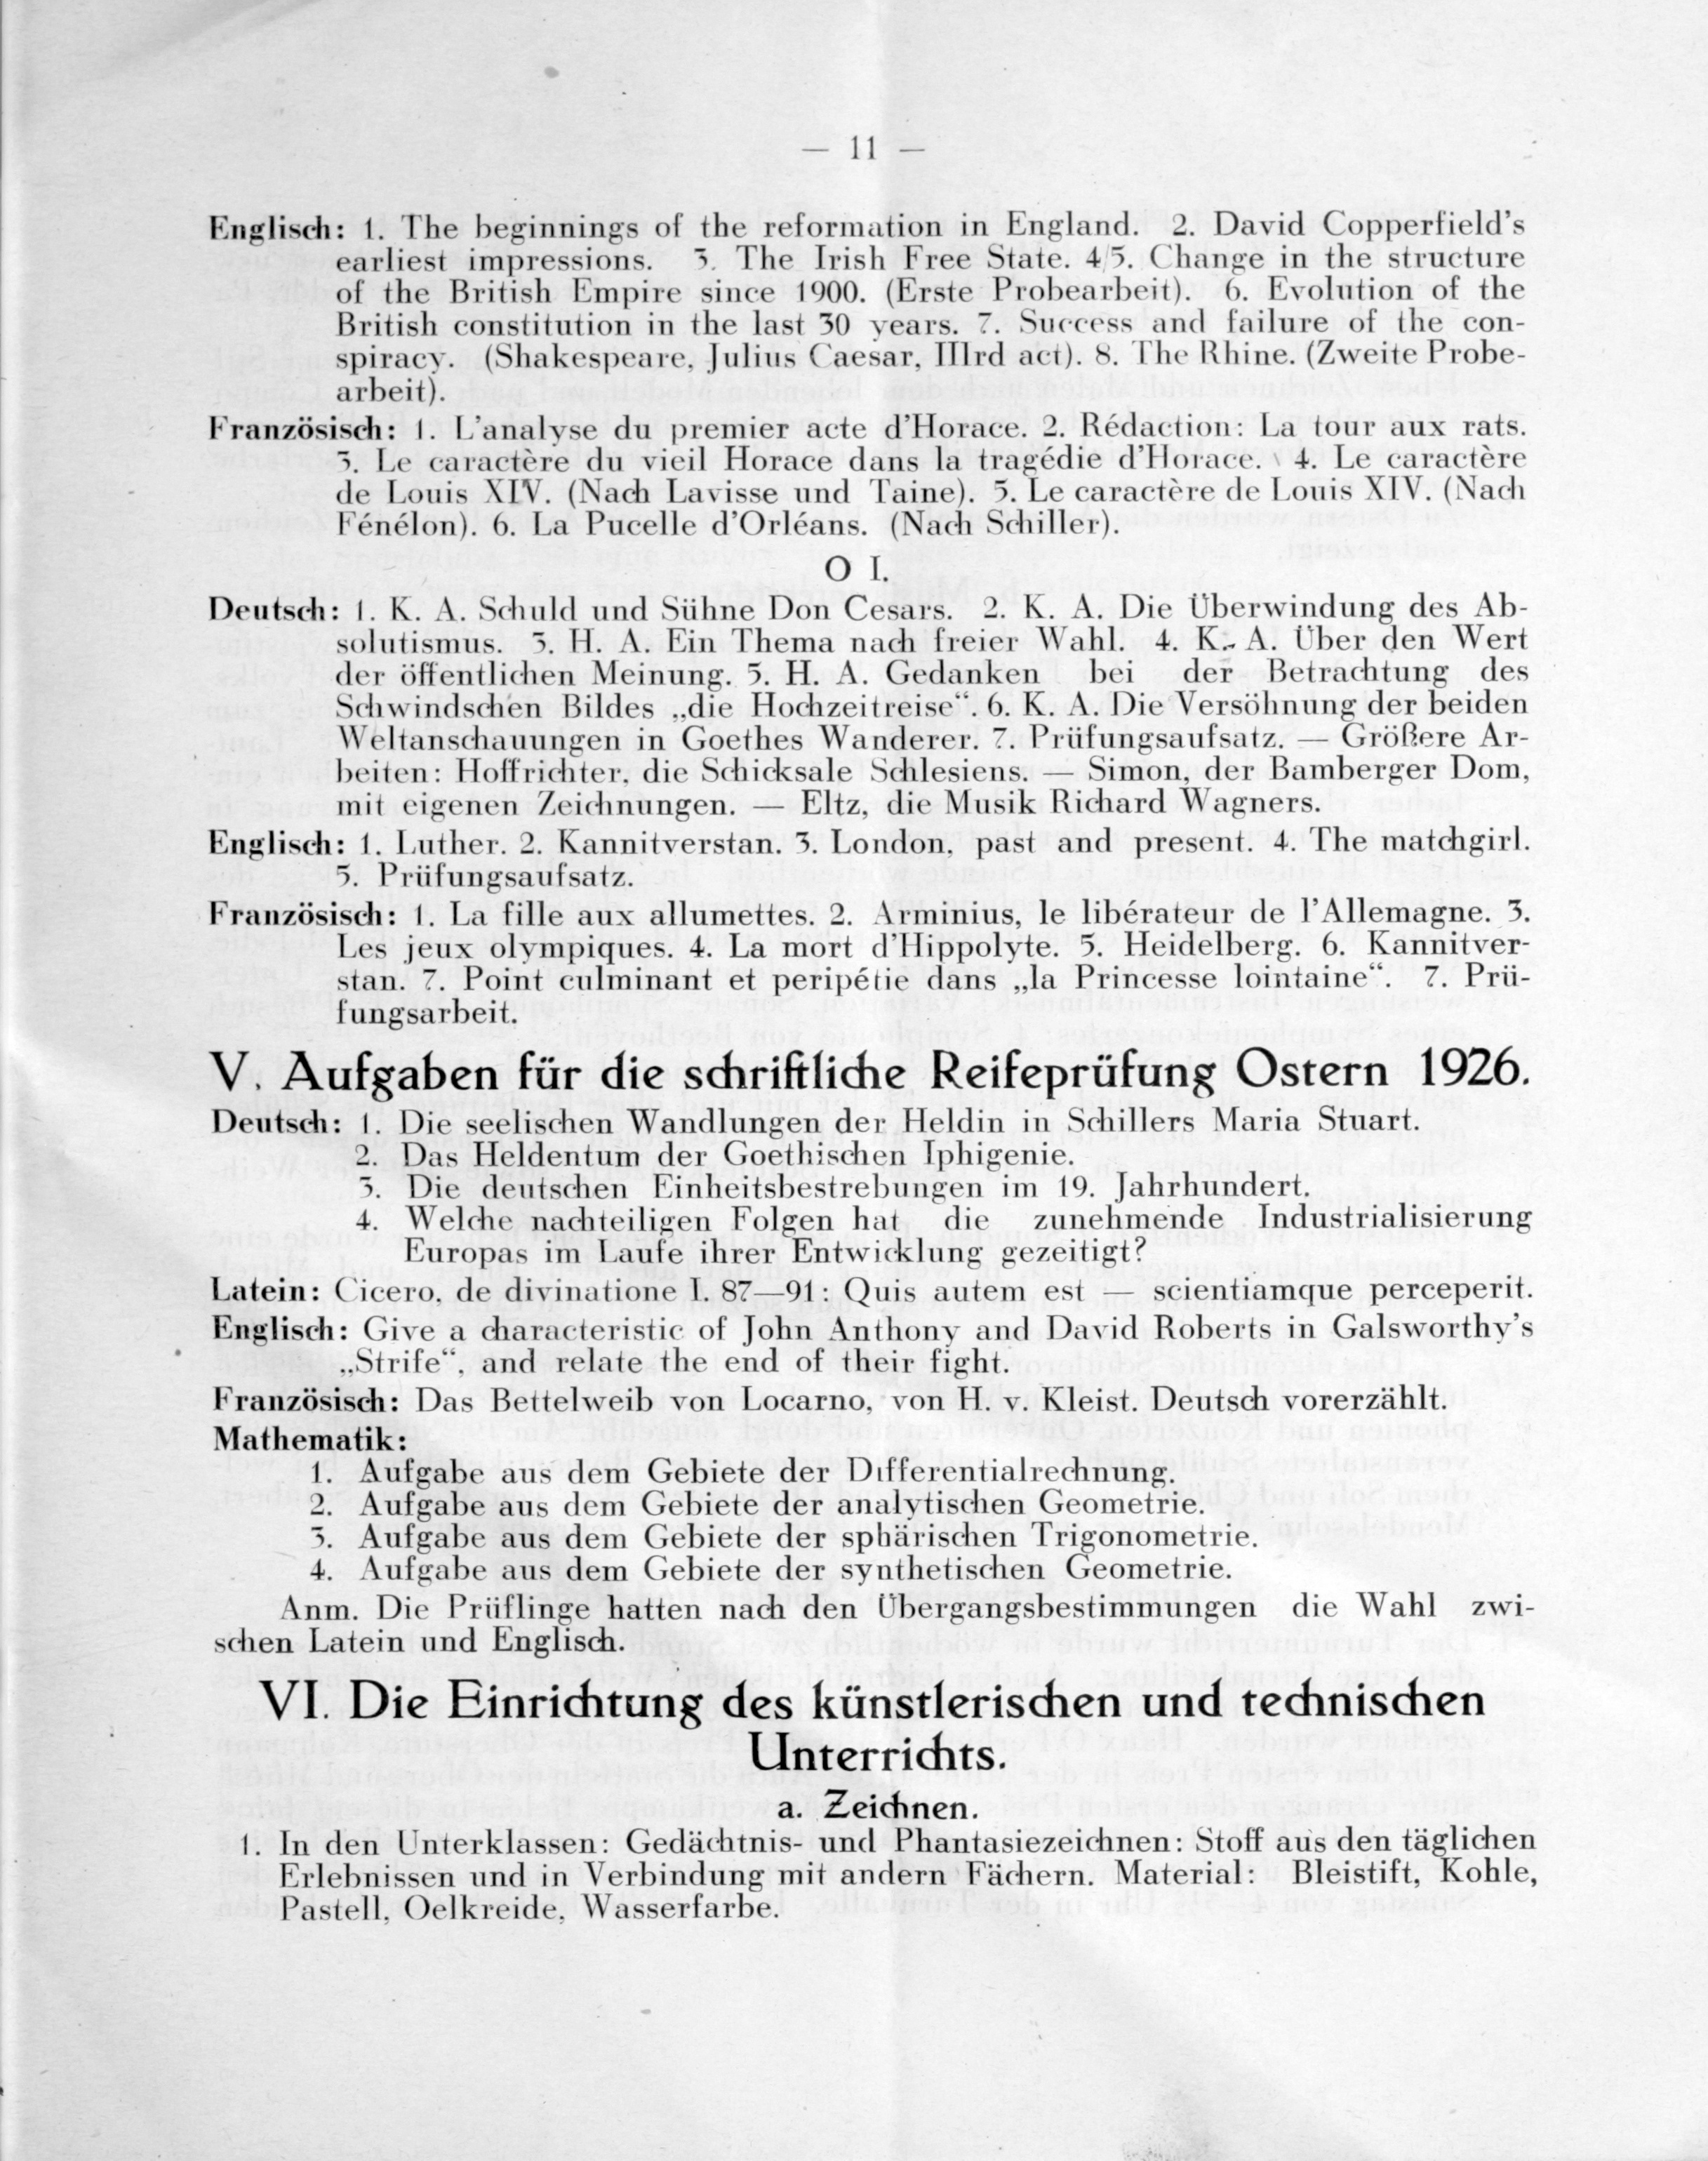 — 11 —
Englisch: 1. The beginnings of the reformation in England. 2. David Copperfield's
earliest impressions. 3. The Irish Free State. 4/5. Change in the structure
of the British Empire since 1900. (Erste Probearbeit). 6. Evolution of the
British constitution in the last 30 years. 7. Success and failure of the con-
spiracy. (Shakespeare, Julius Caesar, IIIrd act). 8. The Rhine. (Zweite Probe-
arbeit).
Französisch: 1. L'analyse du premier acte d'Horace. 2. Rédaction: La tour aux rats.
3. Le caractère du vieil Horace dans la tragédie d'Horace. 4. Le caractère
de Louis XIV. (Nach Lavisse und Taine). 5. Le caractère de Louis XIV. (Nach
Fénélon). 6. La Pucelle d'Orléans. (Nach Schiller).
O I.
Deutsch: 1. K. A. Schuld und Sühne Don Cesars. 2. K. A. Die Überwindung des Ab-
solutismus. 3. H. A. Ein Thema nach freier Wahl. 4. K. A. Über den Wert
der öffentlichen Meinung. 5. H. A. Gedanken bei der Betrachtung des
Schwindschen Bildes „die Hochzeitreise“. 6. K. A. Die Versöhnung der beiden
Weltanschauungen in Goethes Wanderer. 7. Prüfungsaufsatz. — Größere Ar-
beiten: Hoffrichter, die Schicksale Schlesiens. — Simon, der Bamberger Dom,
mit eigenen Zeichnungen. — Eltz, die Musik Richard Wagners.
Englisch: 1. Luther. 2. Kannitverstan. 3. London, past and present. 4. The matchgirl.
5. Prüfungsaufsatz.
Französisch: 1. La fille aux allumettes. 2. Arminius, le libérateur de l'Allemagne. 3.
Les jeux olympiques. 4. La mort d'Hippolyte. 5. Heidelberg. 6. Kannitver-
stan. 7. Point culminant et peripétie dans „la Princesse lointaine“. 7. Prü-
fungsarbeit.
V. Aufgaben für die schriftliche Reifeprüfung Ostern 1926.
Deutsch: 1. Die seelischen Wandlungen der Heldin in Schillers Maria Stuart.
2. Das Heldentum der Goethischen Iphigenie.
3. Die deutschen Einheitsbestrebungen im 19. Jahrhundert.
4. Welche nachteiligen Folgen hat die zunehmende Industrialisierung
Europas im Laufe ihrer Entwicklung gezeitigt?
Latein: Cicero, de divinatione I. 87—91: Quis autem est — scientiamque perceperit.
Englisch: Give a characteristic of John Anthony and David Roberts in Galsworthy's
„Strife“, and relate the end of their fight.
Französisch: Das Bettelweib von Locarno, von H. v. Kleist. Deutsch vorerzählt.
Mathematik:
1. Aufgabe aus dem Gebiete der Differentialrechnung.
2. Aufgabe aus dem Gebiete der analytischen Geometrie.
3. Aufgabe aus dem Gebiete der sphärischen Trigonometrie.
4. Aufgabe aus dem Gebiete der synthetischen Geometrie.
Anm. Die Prüflinge hatten nach den Übergangsbestimmungen die Wahl zwi-
schen Latein und Englisch.
VI. Die Einrichtung des künstlerischen und technischen
Unterrichts.
a. Zeichnen.
1. In den Unterklassen: Gedächtnis- und Phantasiezeichnen: Stoff aus den täglichen
Erlebnissen und in Verbindung mit andern Fächern. Material: Bleistift, Kohle,
Pastell, Oelkreide, Wasserfarbe.